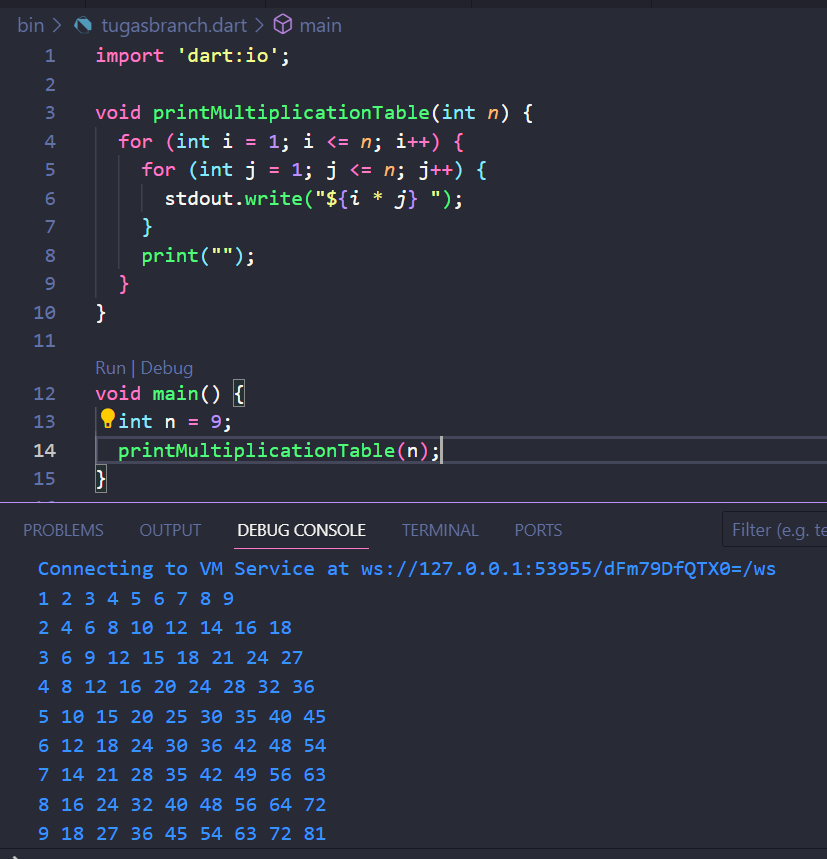 bin > tugasbranch.dart > main
1 import 'dart:io';
2
3 void printMultiplicationTable(int n) {
4 for (int i = 1; i <= n; i++) {
5 for (int j = 1; j <= n; j++) {
6 stdout.write("${i * j} ");
7 }
8 print("");
9 }
10 }
11
Run | Debug
12 void main() {
13 int n = 9;
14 printMultiplicationTable(n);
15 }
PROBLEMS OUTPUT DEBUG CONSOLE TERMINAL PORTS Filter (e.g. te
Connecting to VM Service at ws://127.0.0.1:53955/dFm79DfQTX0=/ws
1 2 3 4 5 6 7 8 9
2 4 6 8 10 12 14 16 18
3 6 9 12 15 18 21 24 27
4 8 12 16 20 24 28 32 36
5 10 15 20 25 30 35 40 45
6 12 18 24 30 36 42 48 54
7 14 21 28 35 42 49 56 63
8 16 24 32 40 48 56 64 72
9 18 27 36 45 54 63 72 81